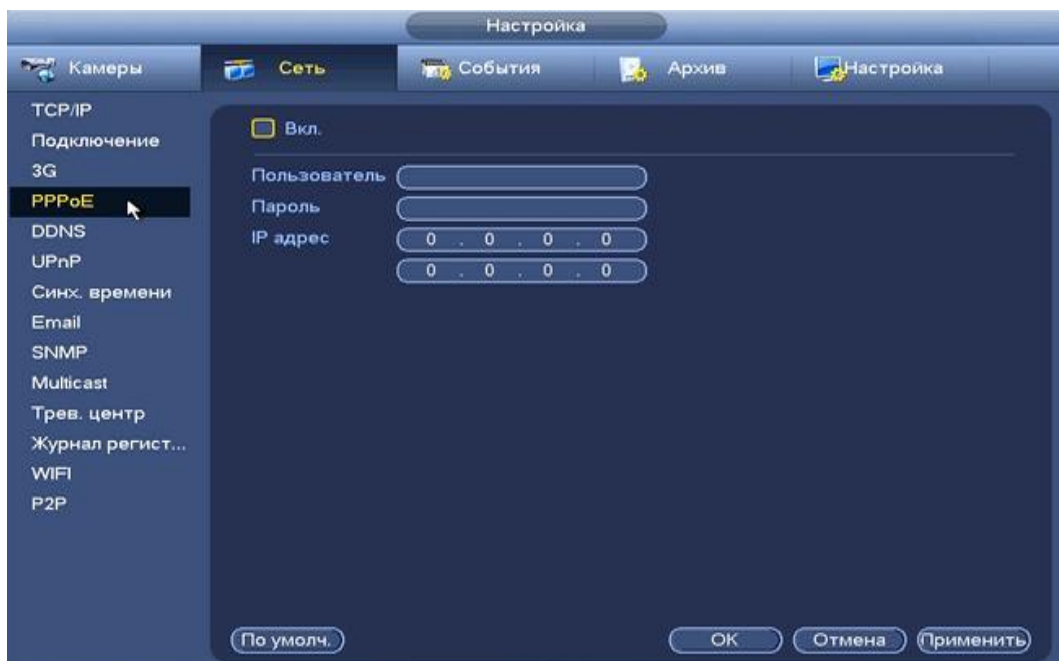 Настройка
Камеры Сеть События Архив Настройка
TCP/IP
Подключение
3G
PPPoE
DDNS
UPnP
Синх. времени
Email
SNMP
Multicast
Трев. центр
Журнал регист...
WIFI
P2P
Вкл.
Пользователь
Пароль
IP адрес 0 . 0 . 0 . 0
0 . 0 . 0 . 0
По умолч. OK Отмена Применить